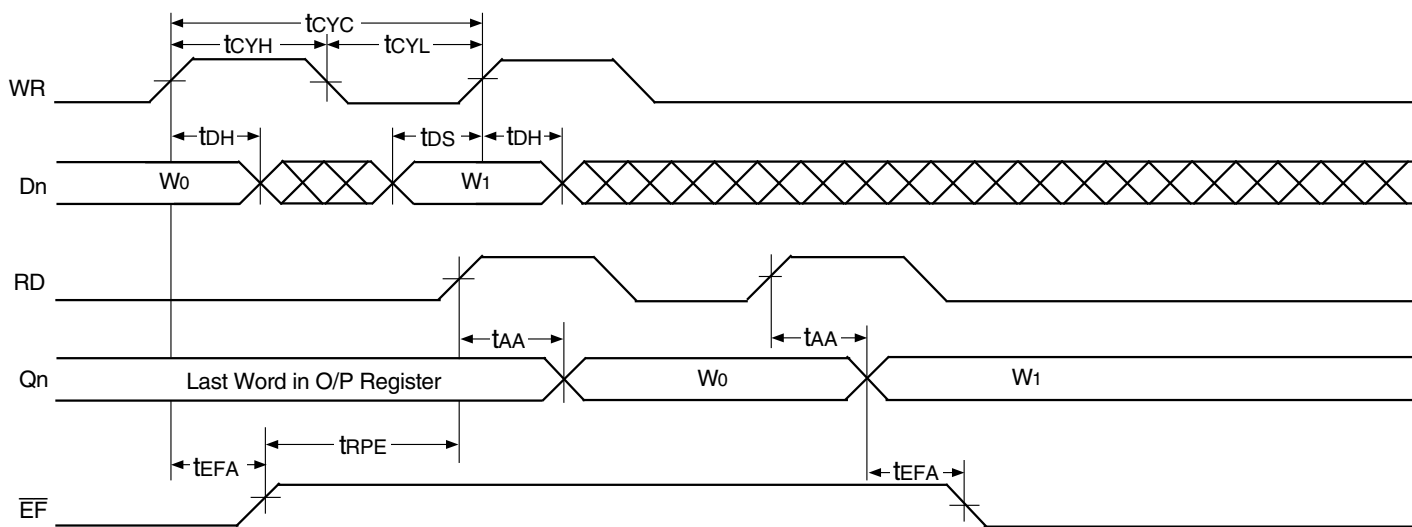 tCYC
tCYH tCYL
WR
tDH tDS tDH
Dn W0 W1
RD
tAA tAA
Qn Last Word in O/P Register W0 W1
tRPE
tEFA tEFA
E̅F̅